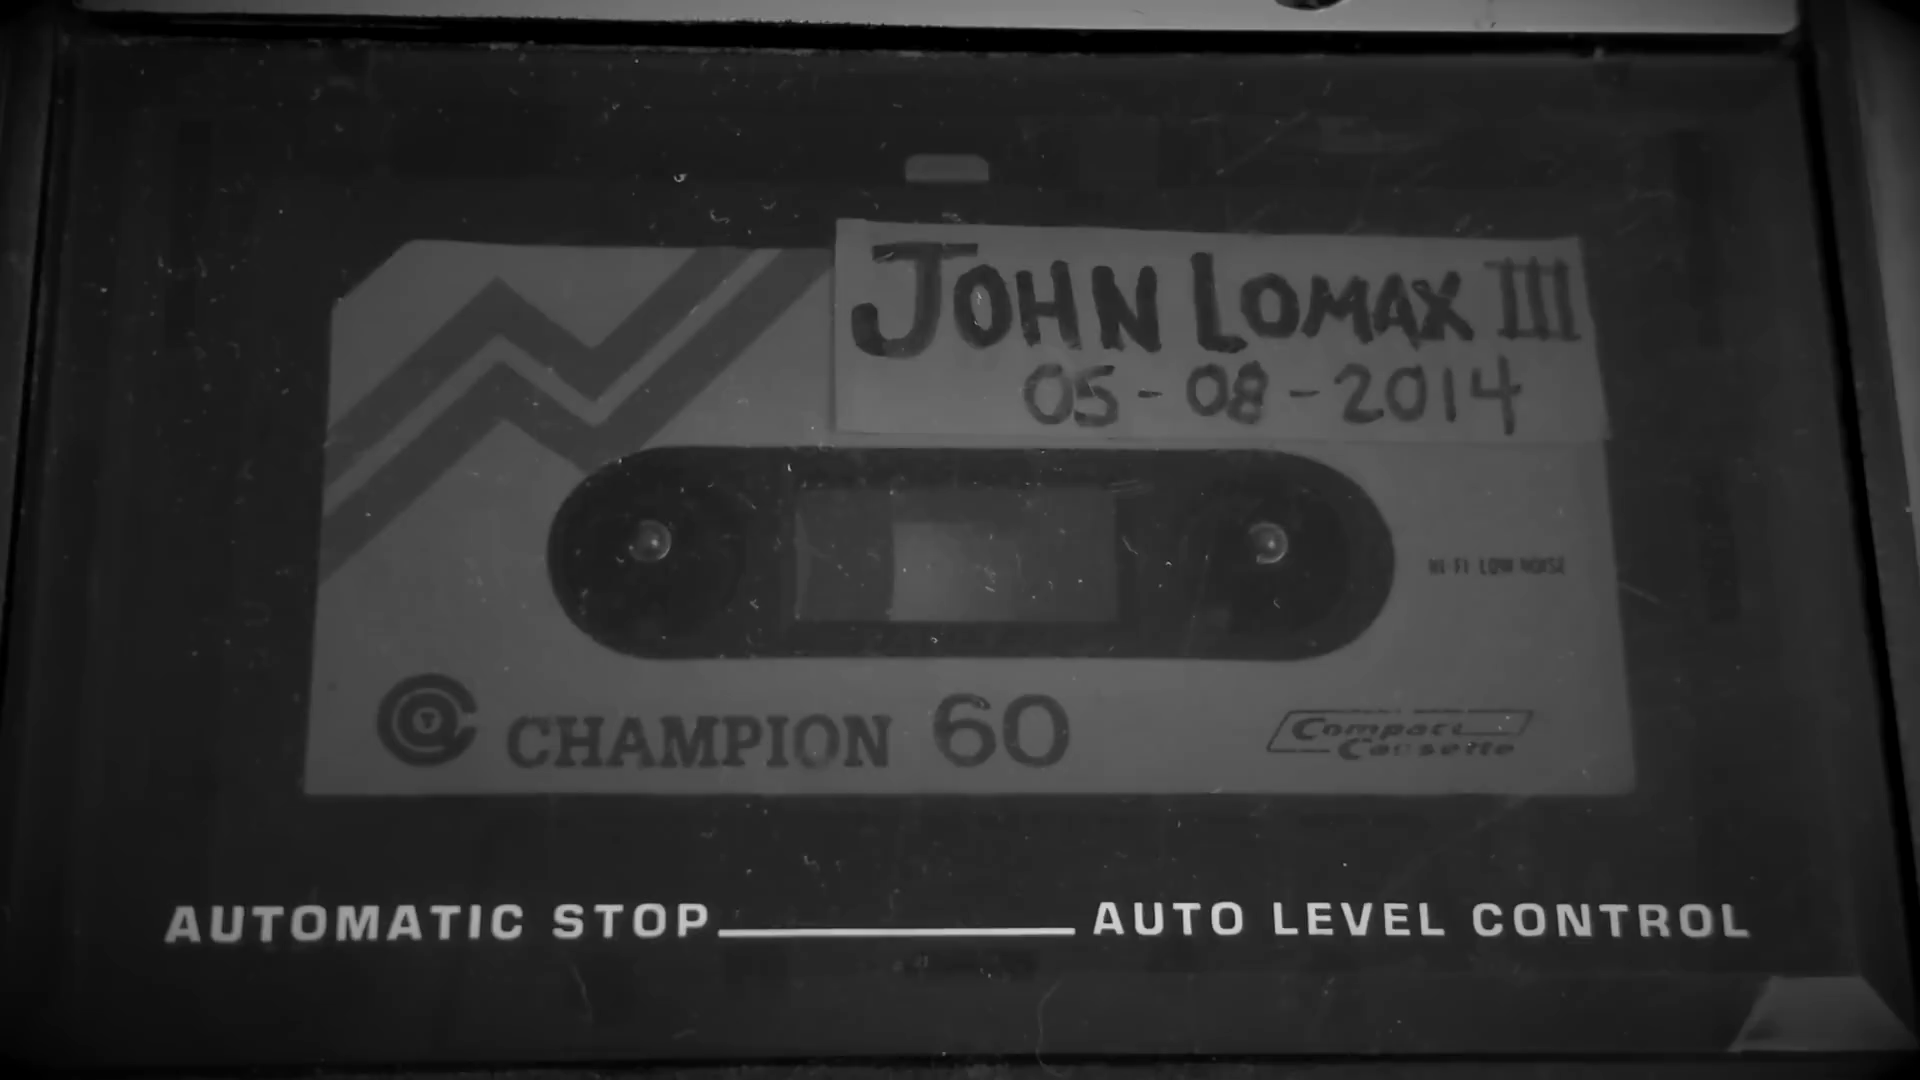 JOHN LOMAX III
05-08-2014
HI-FI LOW NOISE
CHAMPION 60
Compact
Cassette
AUTOMATIC STOP AUTO LEVEL CONTROL